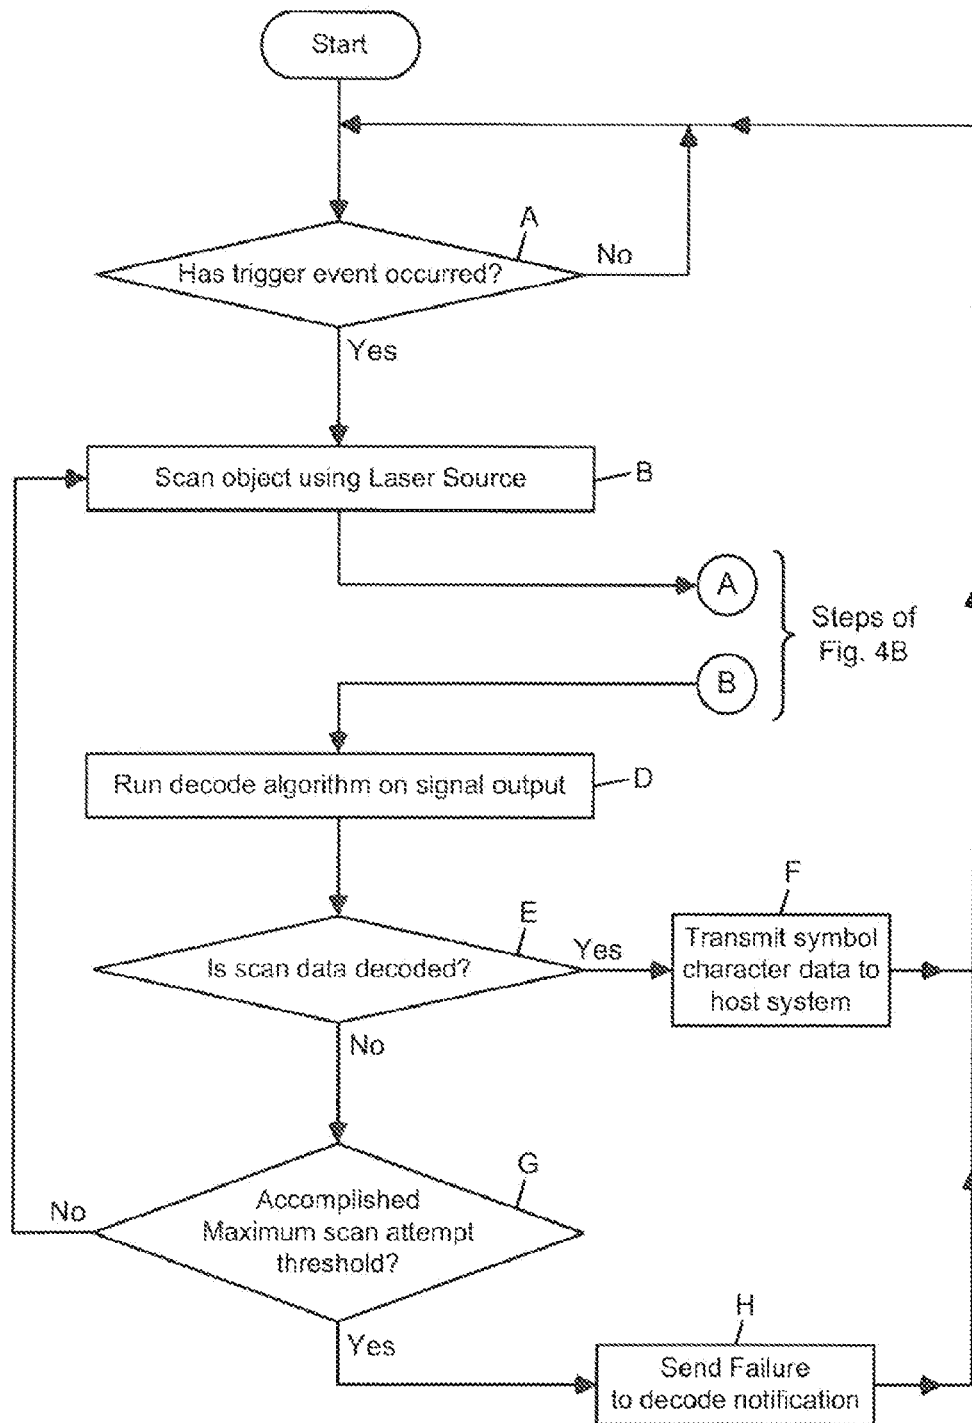 Start
A
Has trigger event occurred?
No
Yes
Scan object using Laser Source
B
A
Steps of
Fig. 4B
B
Run decode algorithm on signal output
D
E
F
Is scan data decoded?
Yes
Transmit symbol
character data to
host system
No
G
No
Accomplished
Maximum scan attempt
threshold?
Yes
H
Send Failure
to decode notification